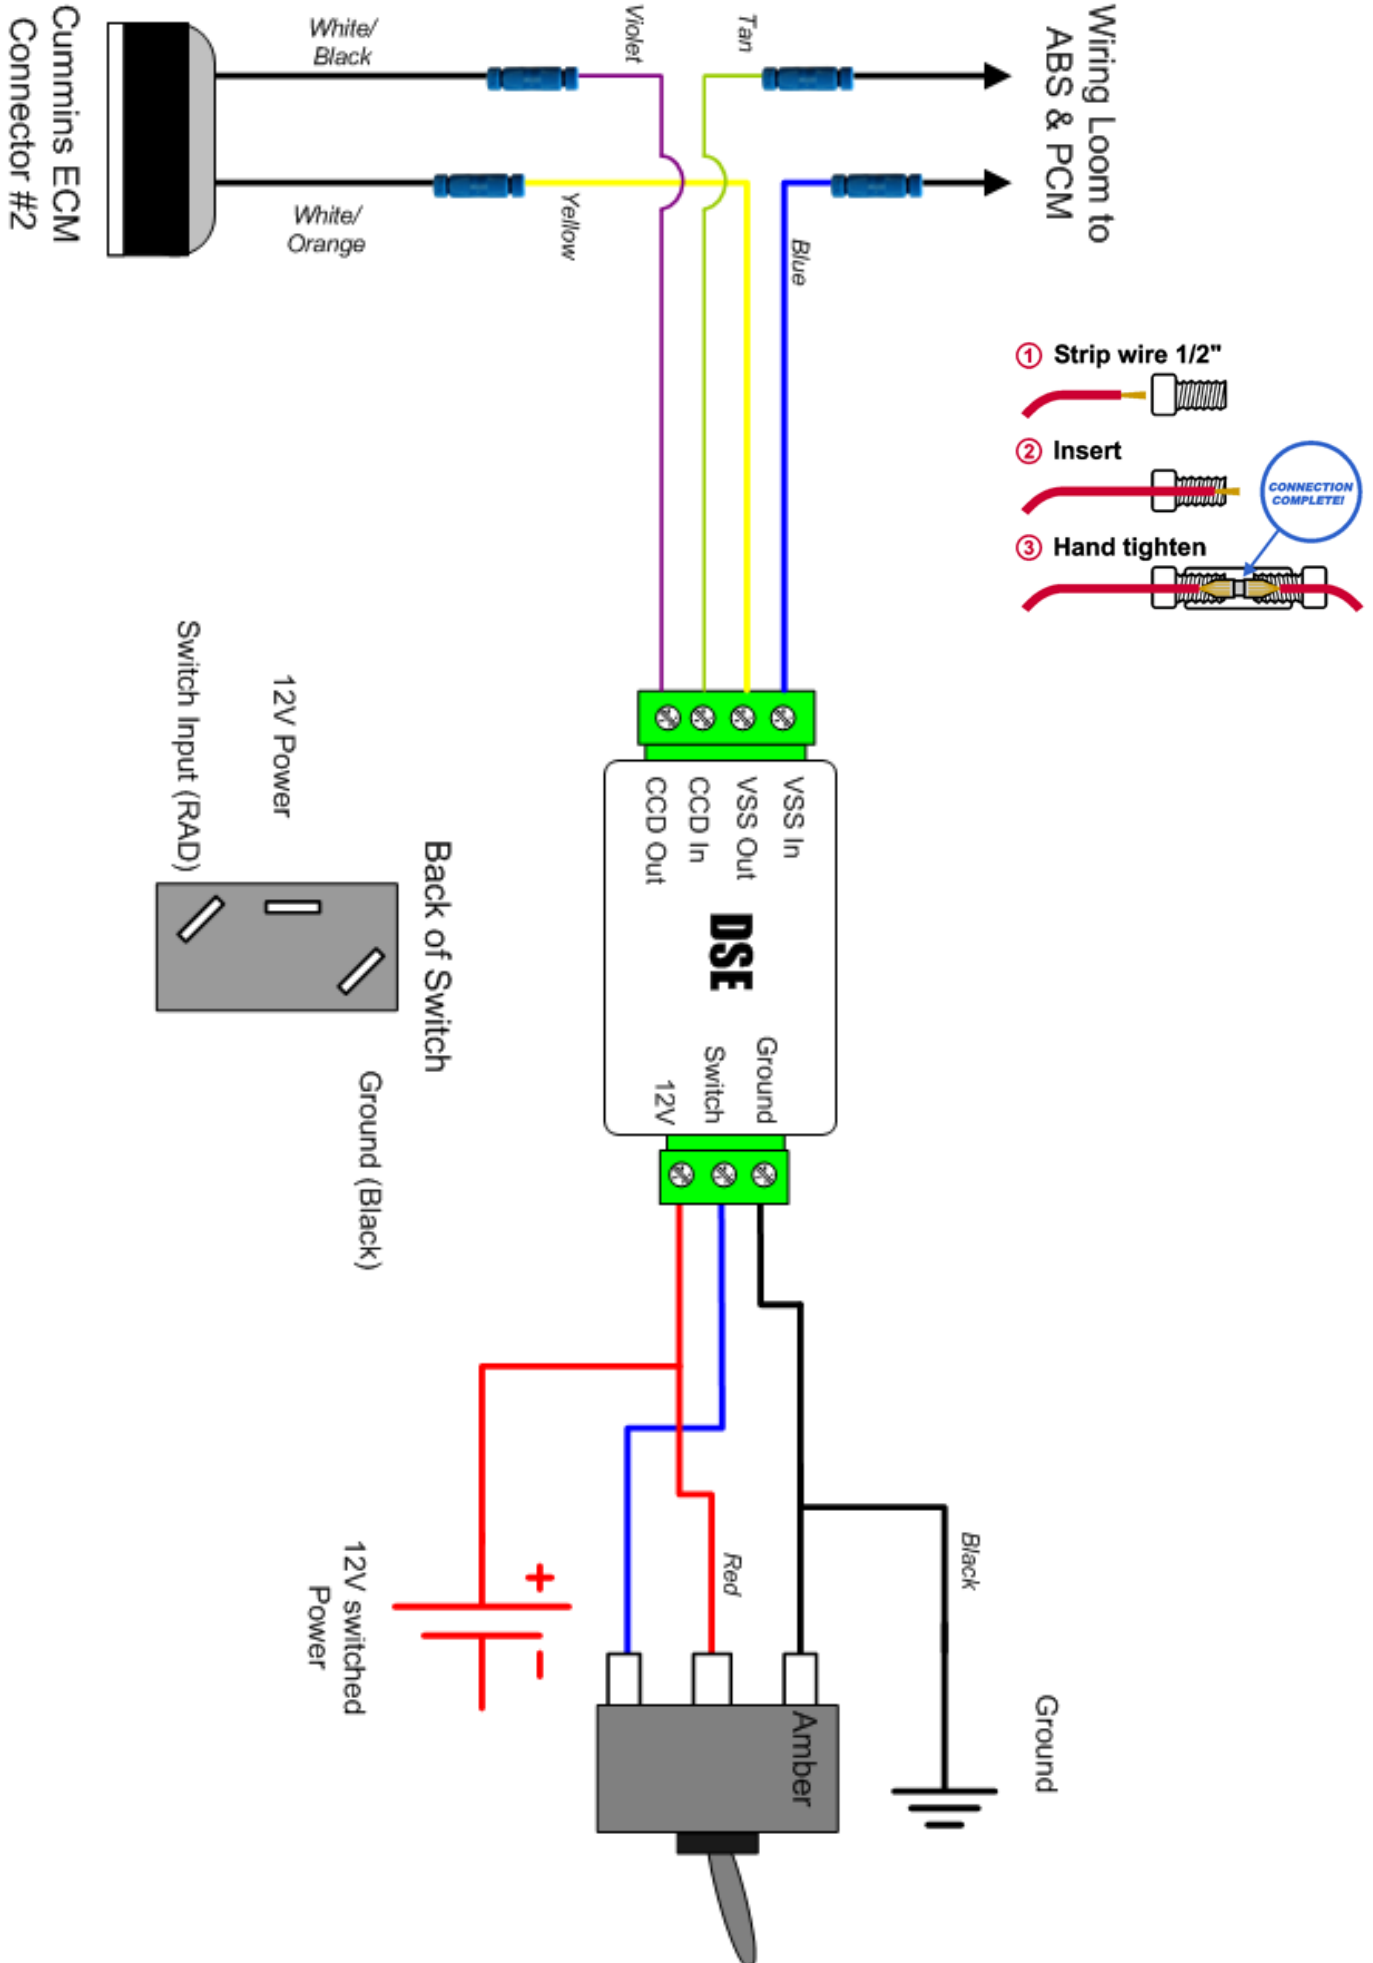 Cummins ECM
Connector #2
White/
Black
White/
Orange
Violet
Yellow
Tan
Blue
Wiring Loom to
ABS & PCM
1 Strip wire 1/2"
2 Insert
3 Hand tighten
CONNECTION
COMPLETE!
VSS In
VSS Out
CCD In
CCD Out
DSE
Ground
Switch
12V
Back of Switch
12V Power
Switch Input (RAD)
Ground (Black)
12V switched
Power
+
-
Red
Black
Amber
Ground